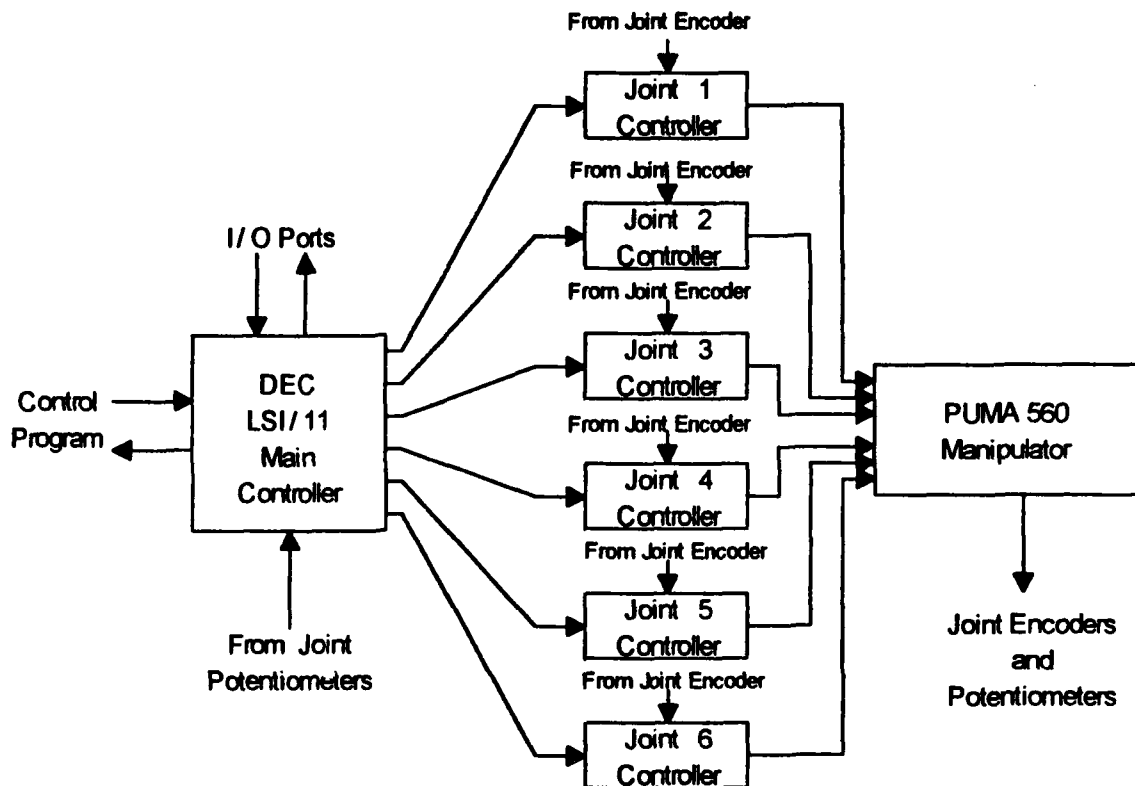 From Joint Encoder
Joint 1
Controller
From Joint Encoder
Joint 2
Controller
From Joint Encoder
Joint 3
Controller
From Joint Encoder
Joint 4
Controller
From Joint Encoder
Joint 5
Controller
From Joint Encoder
Joint 6
Controller
I/O Ports
DEC
LSI/11
Main
Controller
Control
Program
From Joint
Potentiometers
PUMA 560
Manipulator
Joint Encoders
and
Potentiometers